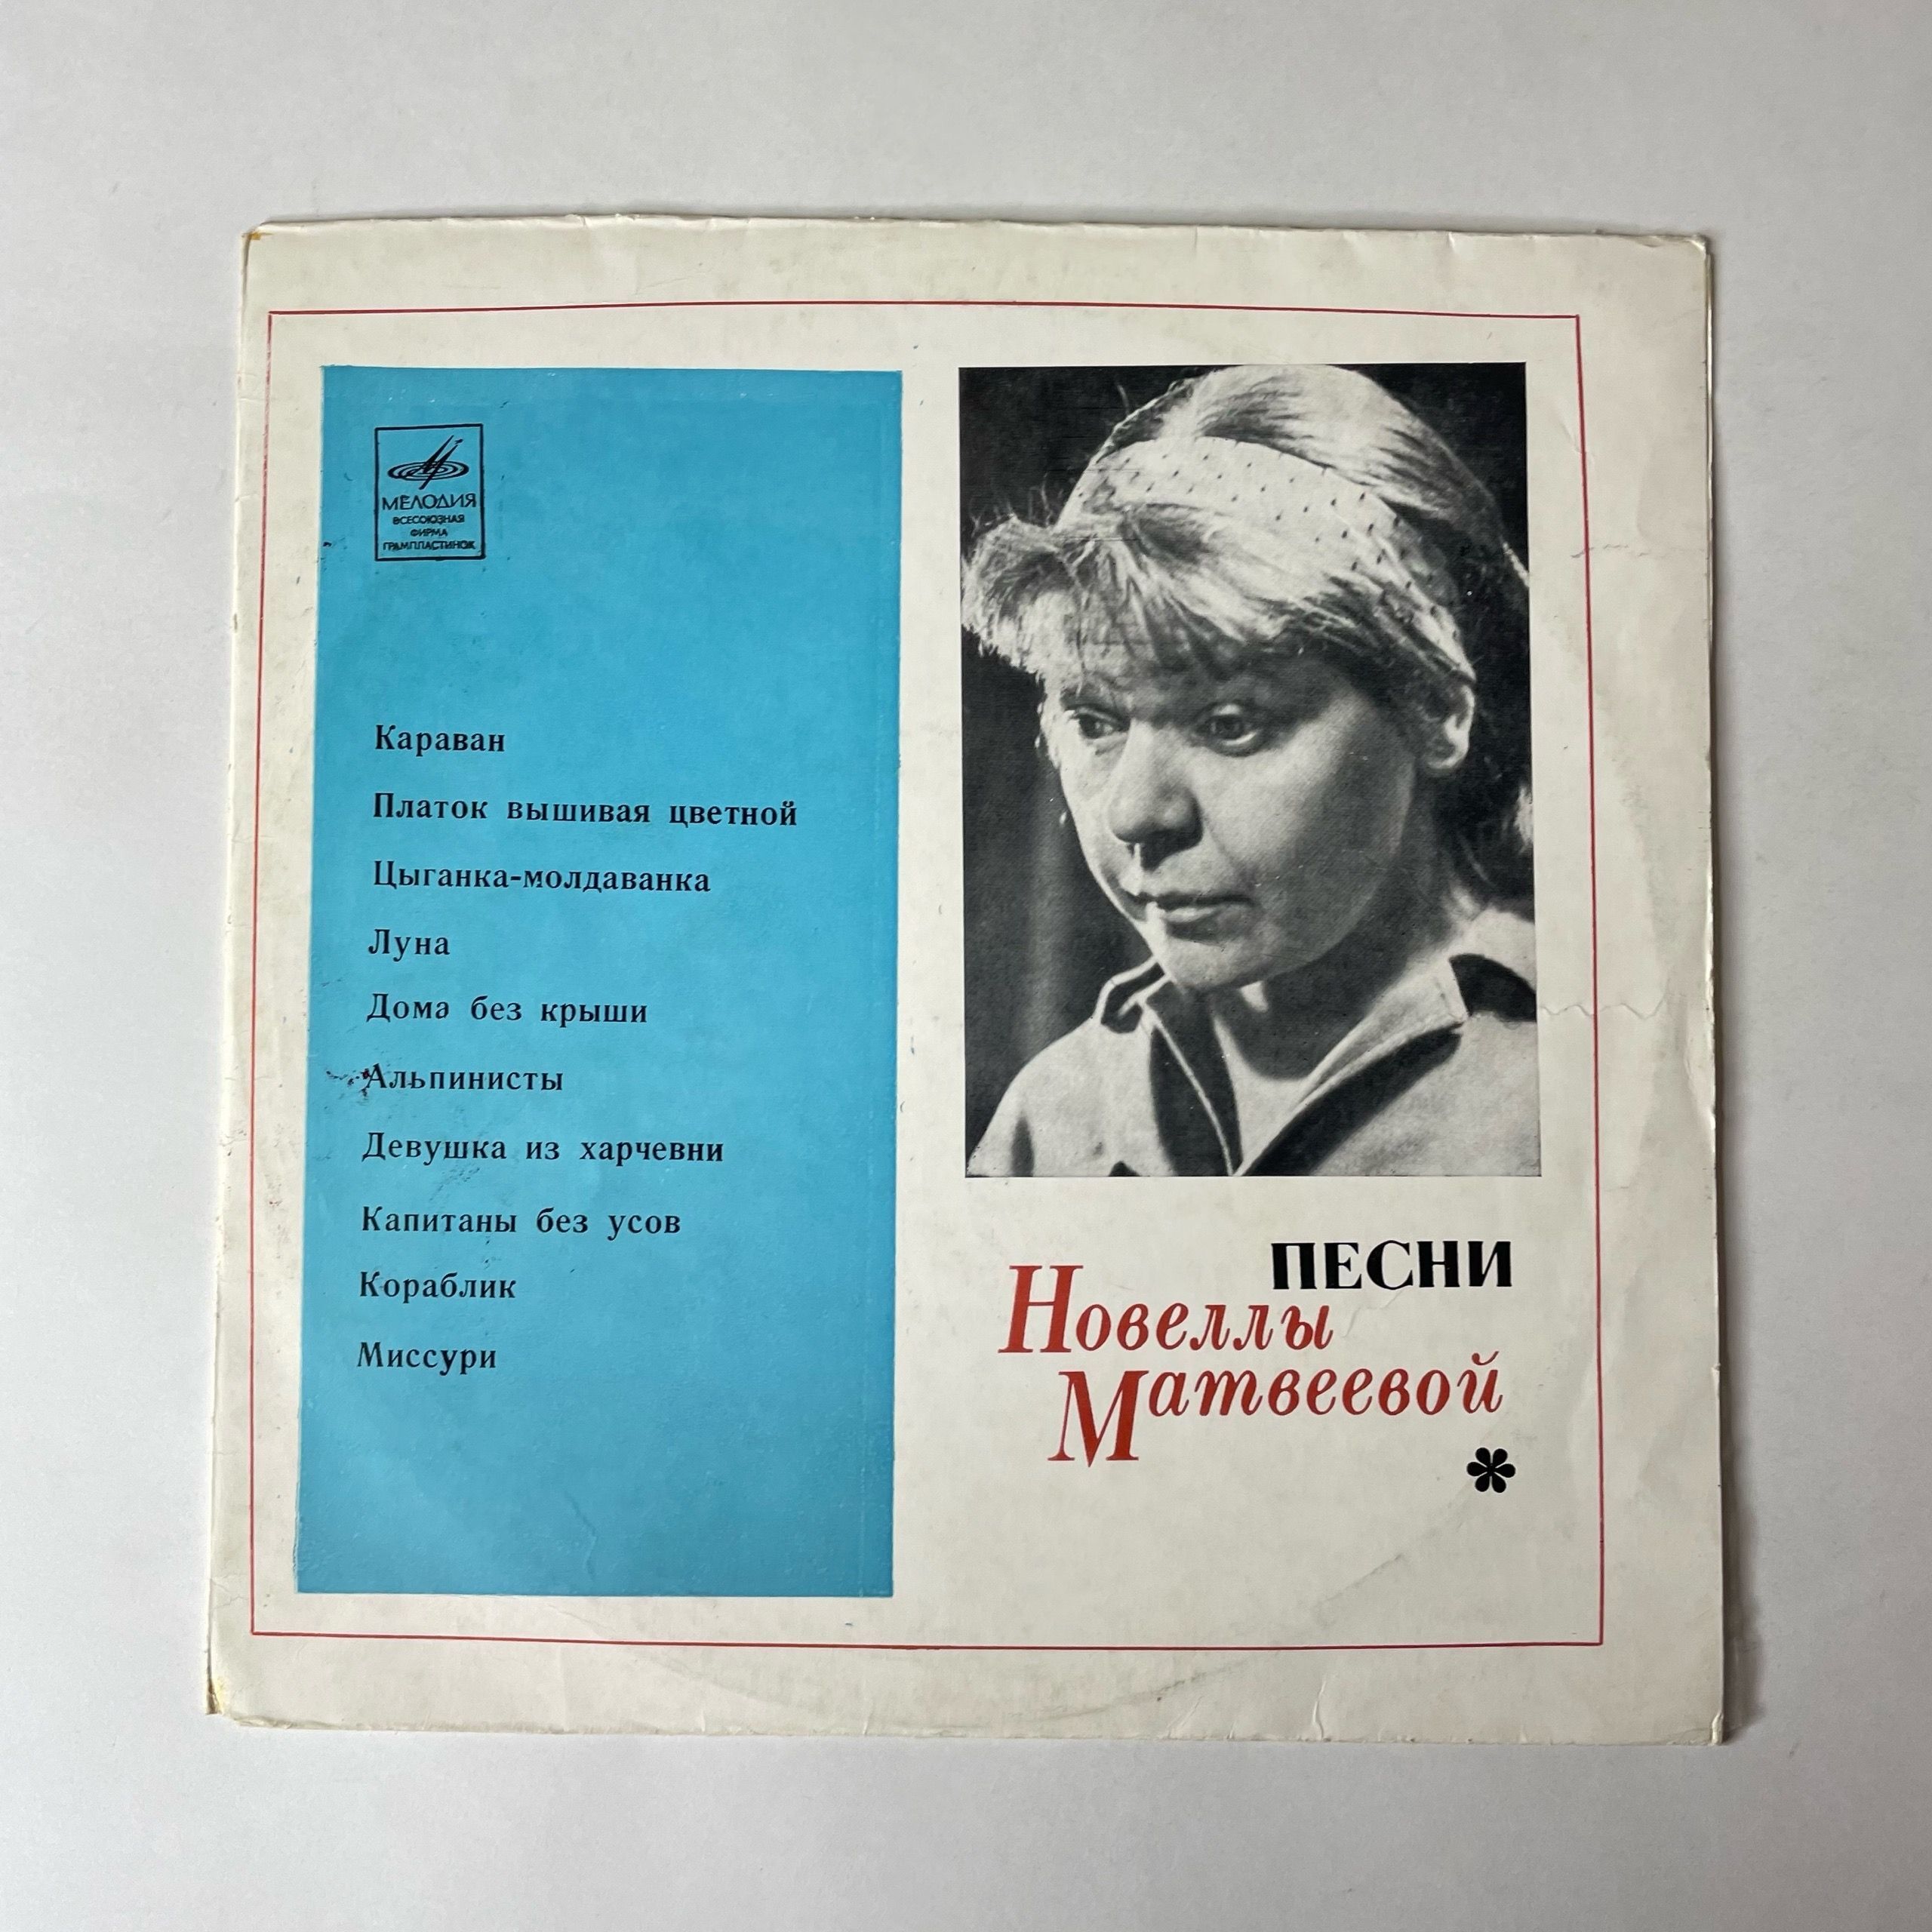 МЕЛОДИЯ
ВСЕСОЮЗНАЯ
ФИРМА
ГРАМПЛАСТИНОК
Караван
Платок вышивая цветной
Цыганка-молдаванка
Луна
Дома без крыши
Альпинисты
Девушка из харчевни
Капитаны без усов
Кораблик
Миссури
ПЕСНИ
Новеллы
Матвеевой